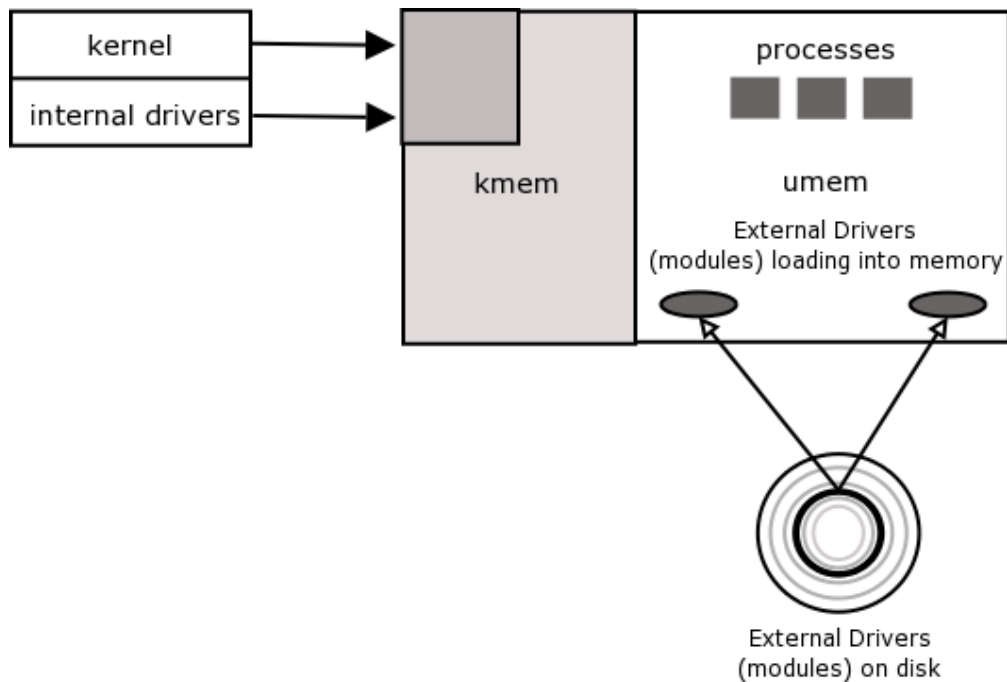 kernel
internal drivers
kmem
processes
umem
External Drivers
(modules) loading into memory
External Drivers
(modules) on disk